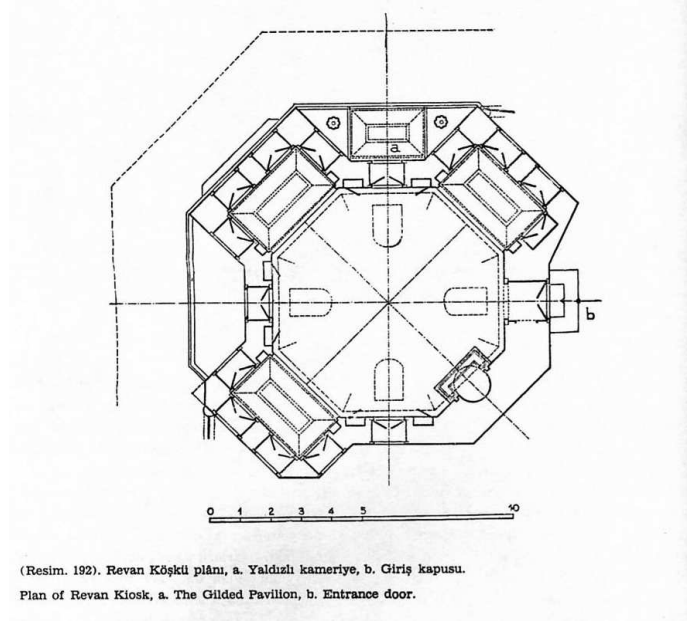 a
b
0 1 2 3 4 5 10
(Resim. 192). Revan Köşkü plânı, a. Yaldızlı kameriye, b. Giriş kapusu.
Plan of Revan Kiosk, a. The Gilded Pavilion, b. Entrance door.